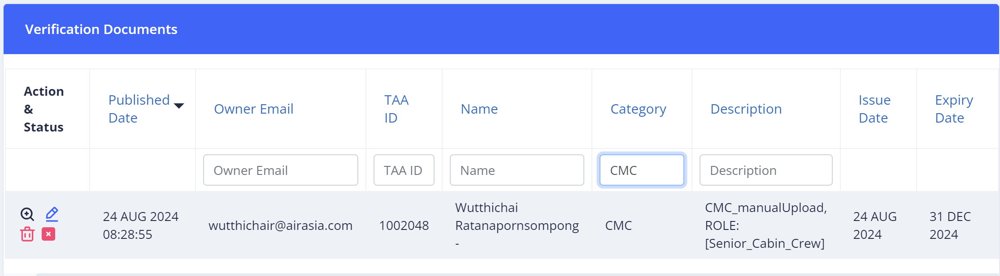 Verification Documents
Action & Status
Published Date
Owner Email
TAA ID
Name
Category
Description
Issue Date
Expiry Date
Owner Email
TAA ID
Name
CMC
Description
24 AUG 2024
08:28:55
wutthichair@airasia.com
1002048
Wutthichai
Ratanapornsompong
-
CMC
CMC_manualUpload,
ROLE:
[Senior_Cabin_Crew]
24 AUG
2024
31 DEC
2024